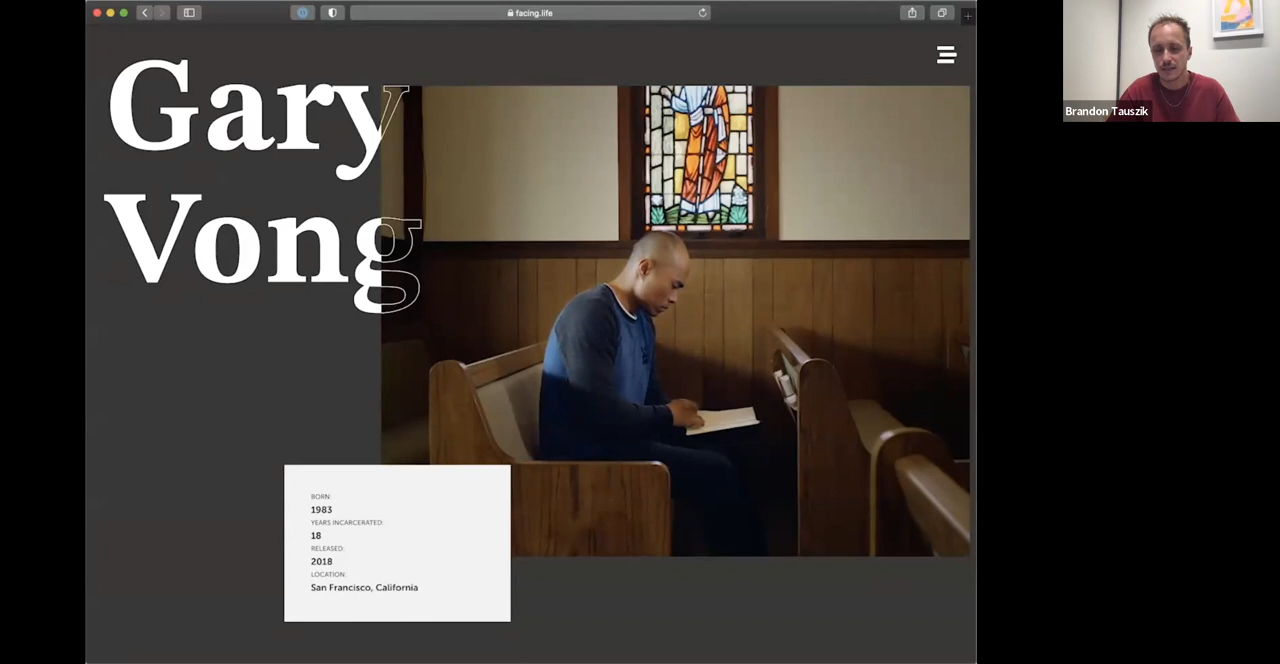 facing.life
Gary
Vong
BORN:
1983
YEARS INCARCERATED:
18
RELEASED:
2018
LOCATION:
San Francisco, California
Brandon Tauszik